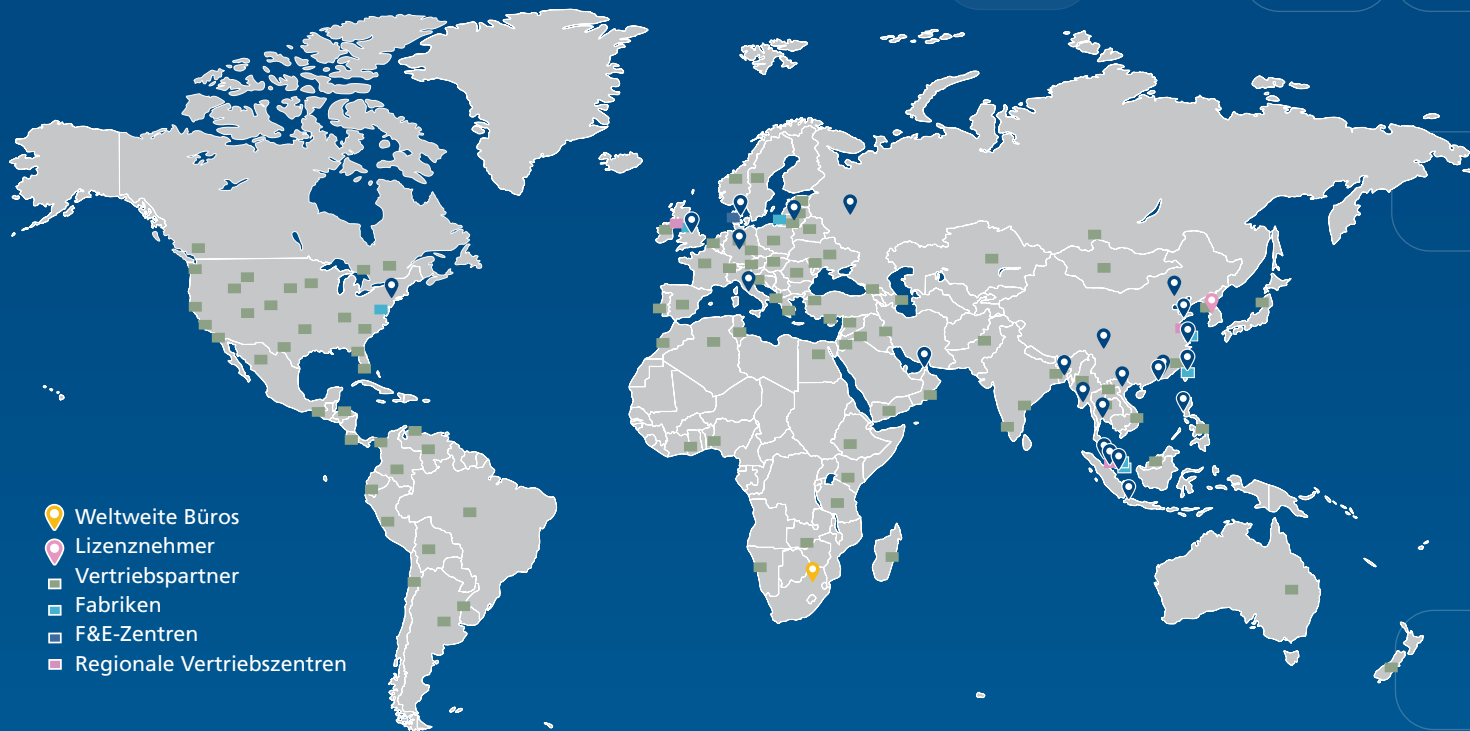 Weltweite Büros
Lizenznehmer
Vertriebspartner
Fabriken
F&E-Zentren
Regionale Vertriebszentren